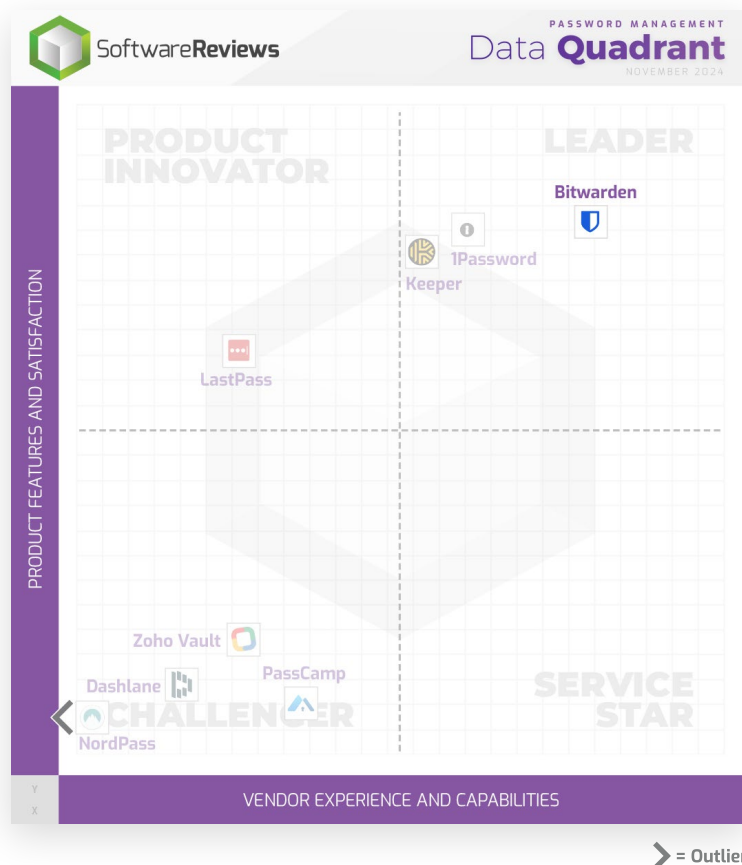 SoftwareReviews
PASSWORD MANAGEMENT
Data Quadrant
NOVEMBER 2024
PRODUCT
INNOVATOR
LEADER
Bitwarden
1Password
Keeper
LastPass
PRODUCT FEATURES AND SATISFACTION
Zoho Vault
PassCamp
Dashlane
SERVICE
STAR
CHALLENGER
NordPass
Y
X
VENDOR EXPERIENCE AND CAPABILITIES
= Outlier